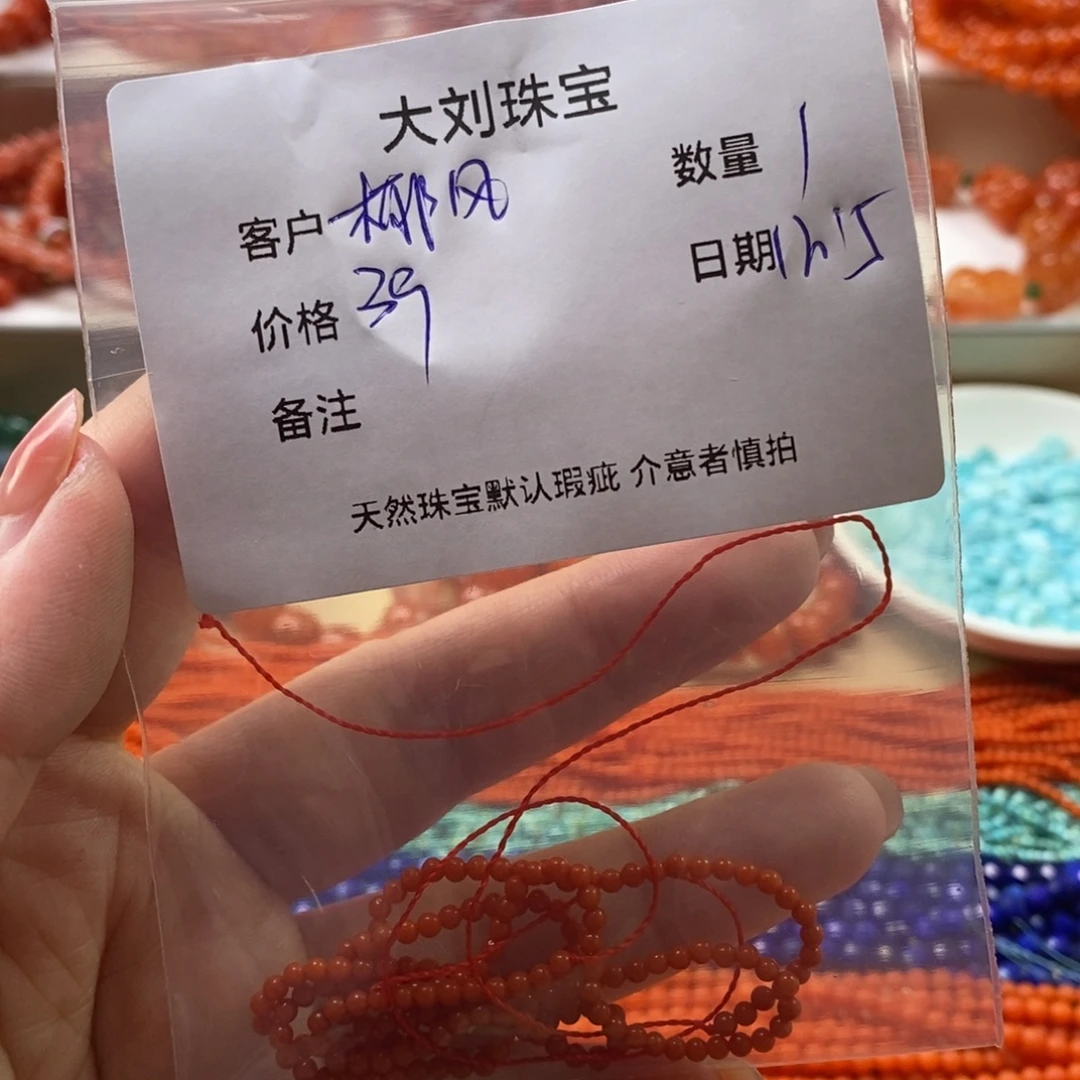 大刘珠宝
客户 椰风 数量 1
价格 39 日期 12.15
备注
天然珠宝默认瑕疵 介意者慎拍